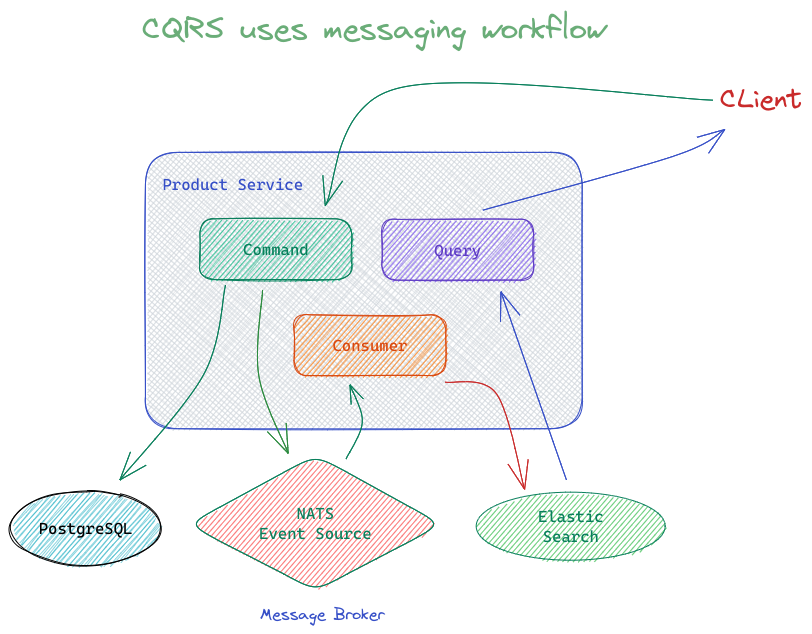 CQRS uses messaging workflow
CLient
Product Service
Command
Query
Consumer
PostgreSQL
NATS
Event Source
Elastic
Search
Message Broker